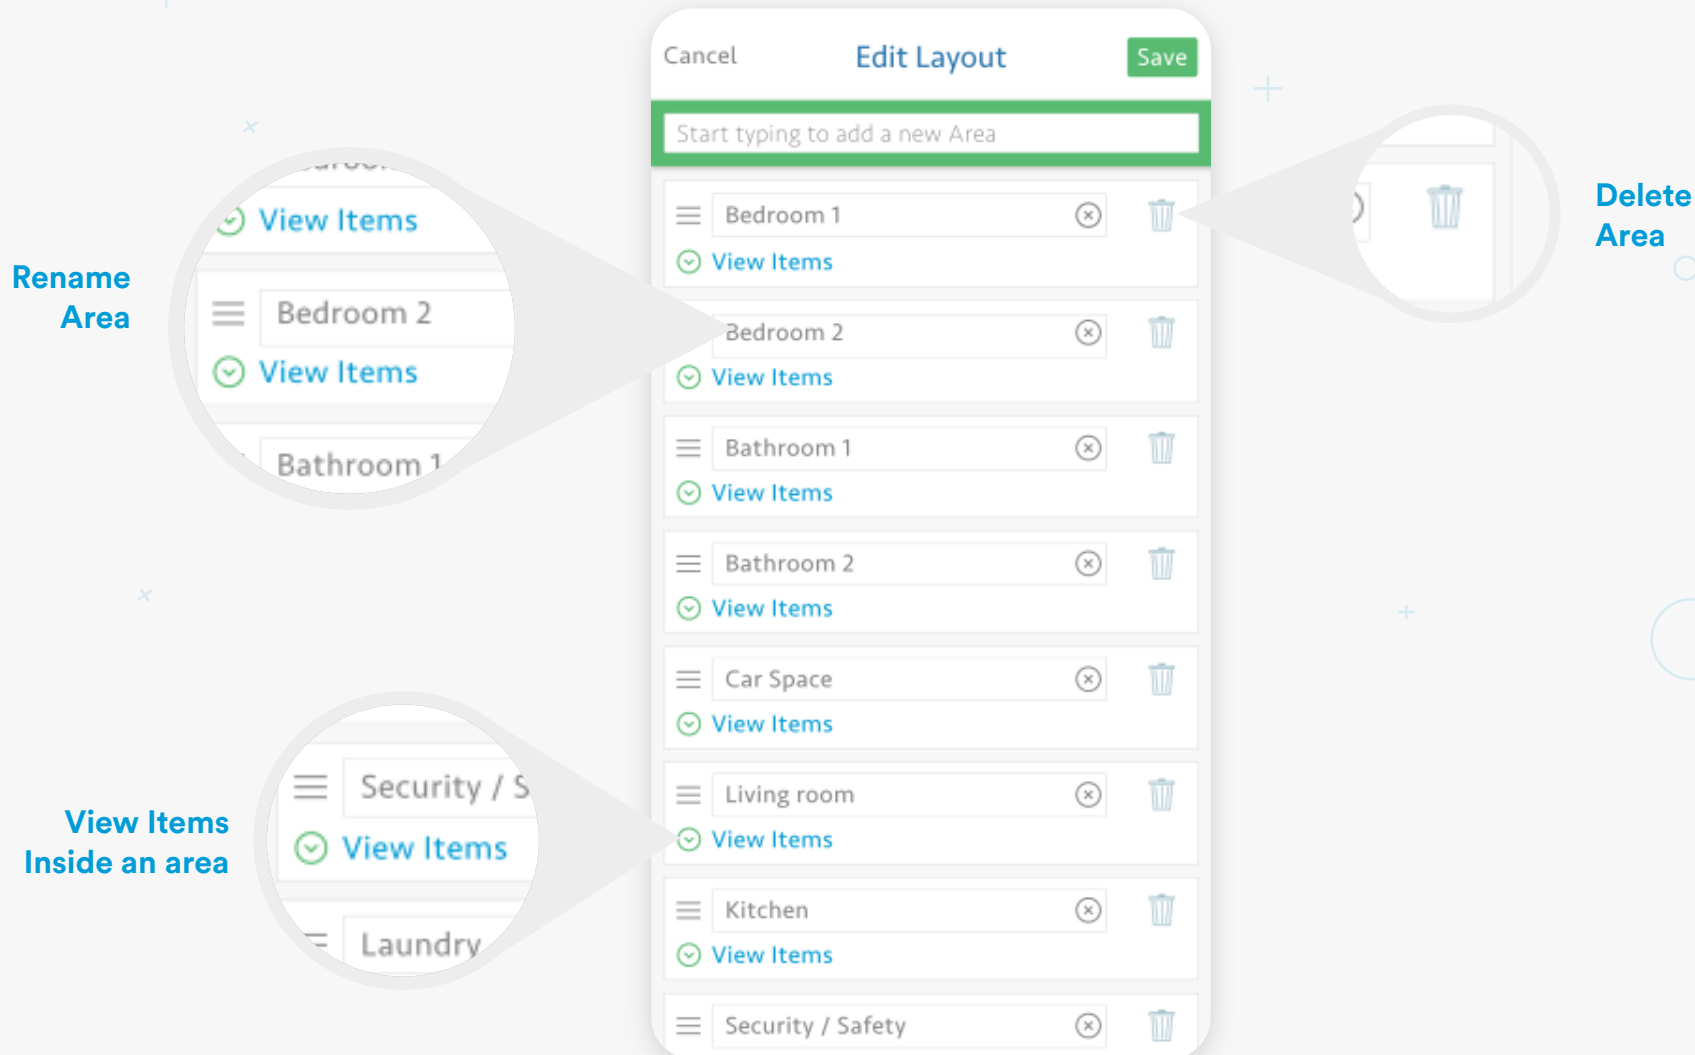 Cancel
Edit Layout
Save
Start typing to add a new Area
Bedroom 1
View Items
Bedroom 2
View Items
Bathroom 1
View Items
Bathroom 2
View Items
Car Space
View Items
Living room
View Items
Kitchen
View Items
Security / Safety
Rename
Area
View Items
Bedroom 2
View Items
Bathroom 1
View Items
Inside an area
Security / S
View Items
Laundry
Delete
Area